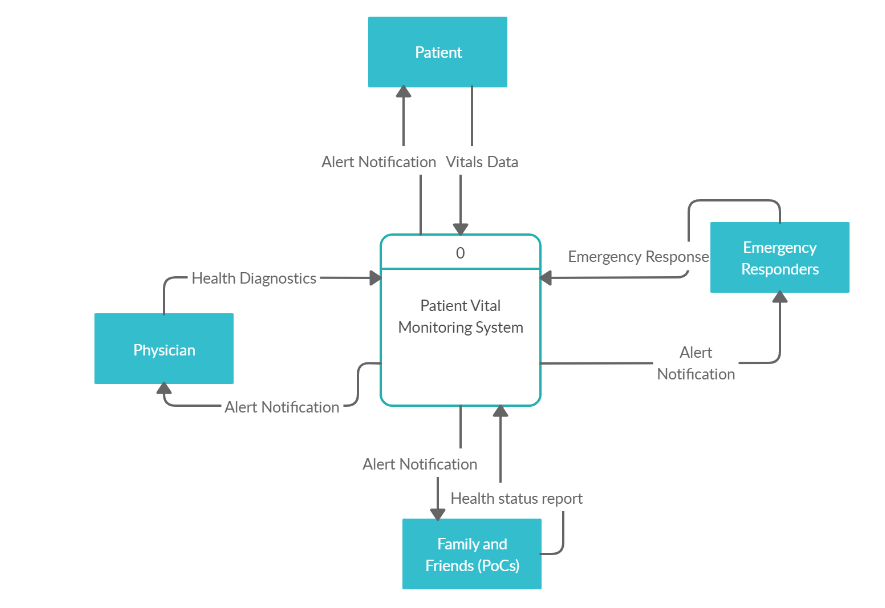 Patient
Alert Notification
Vitals Data
0
Emergency Response
Emergency
Responders
Health Diagnostics
Patient Vital
Monitoring System
Physician
Alert
Notification
Alert Notification
Alert Notification
Health status report
Family and
Friends (PoCs)